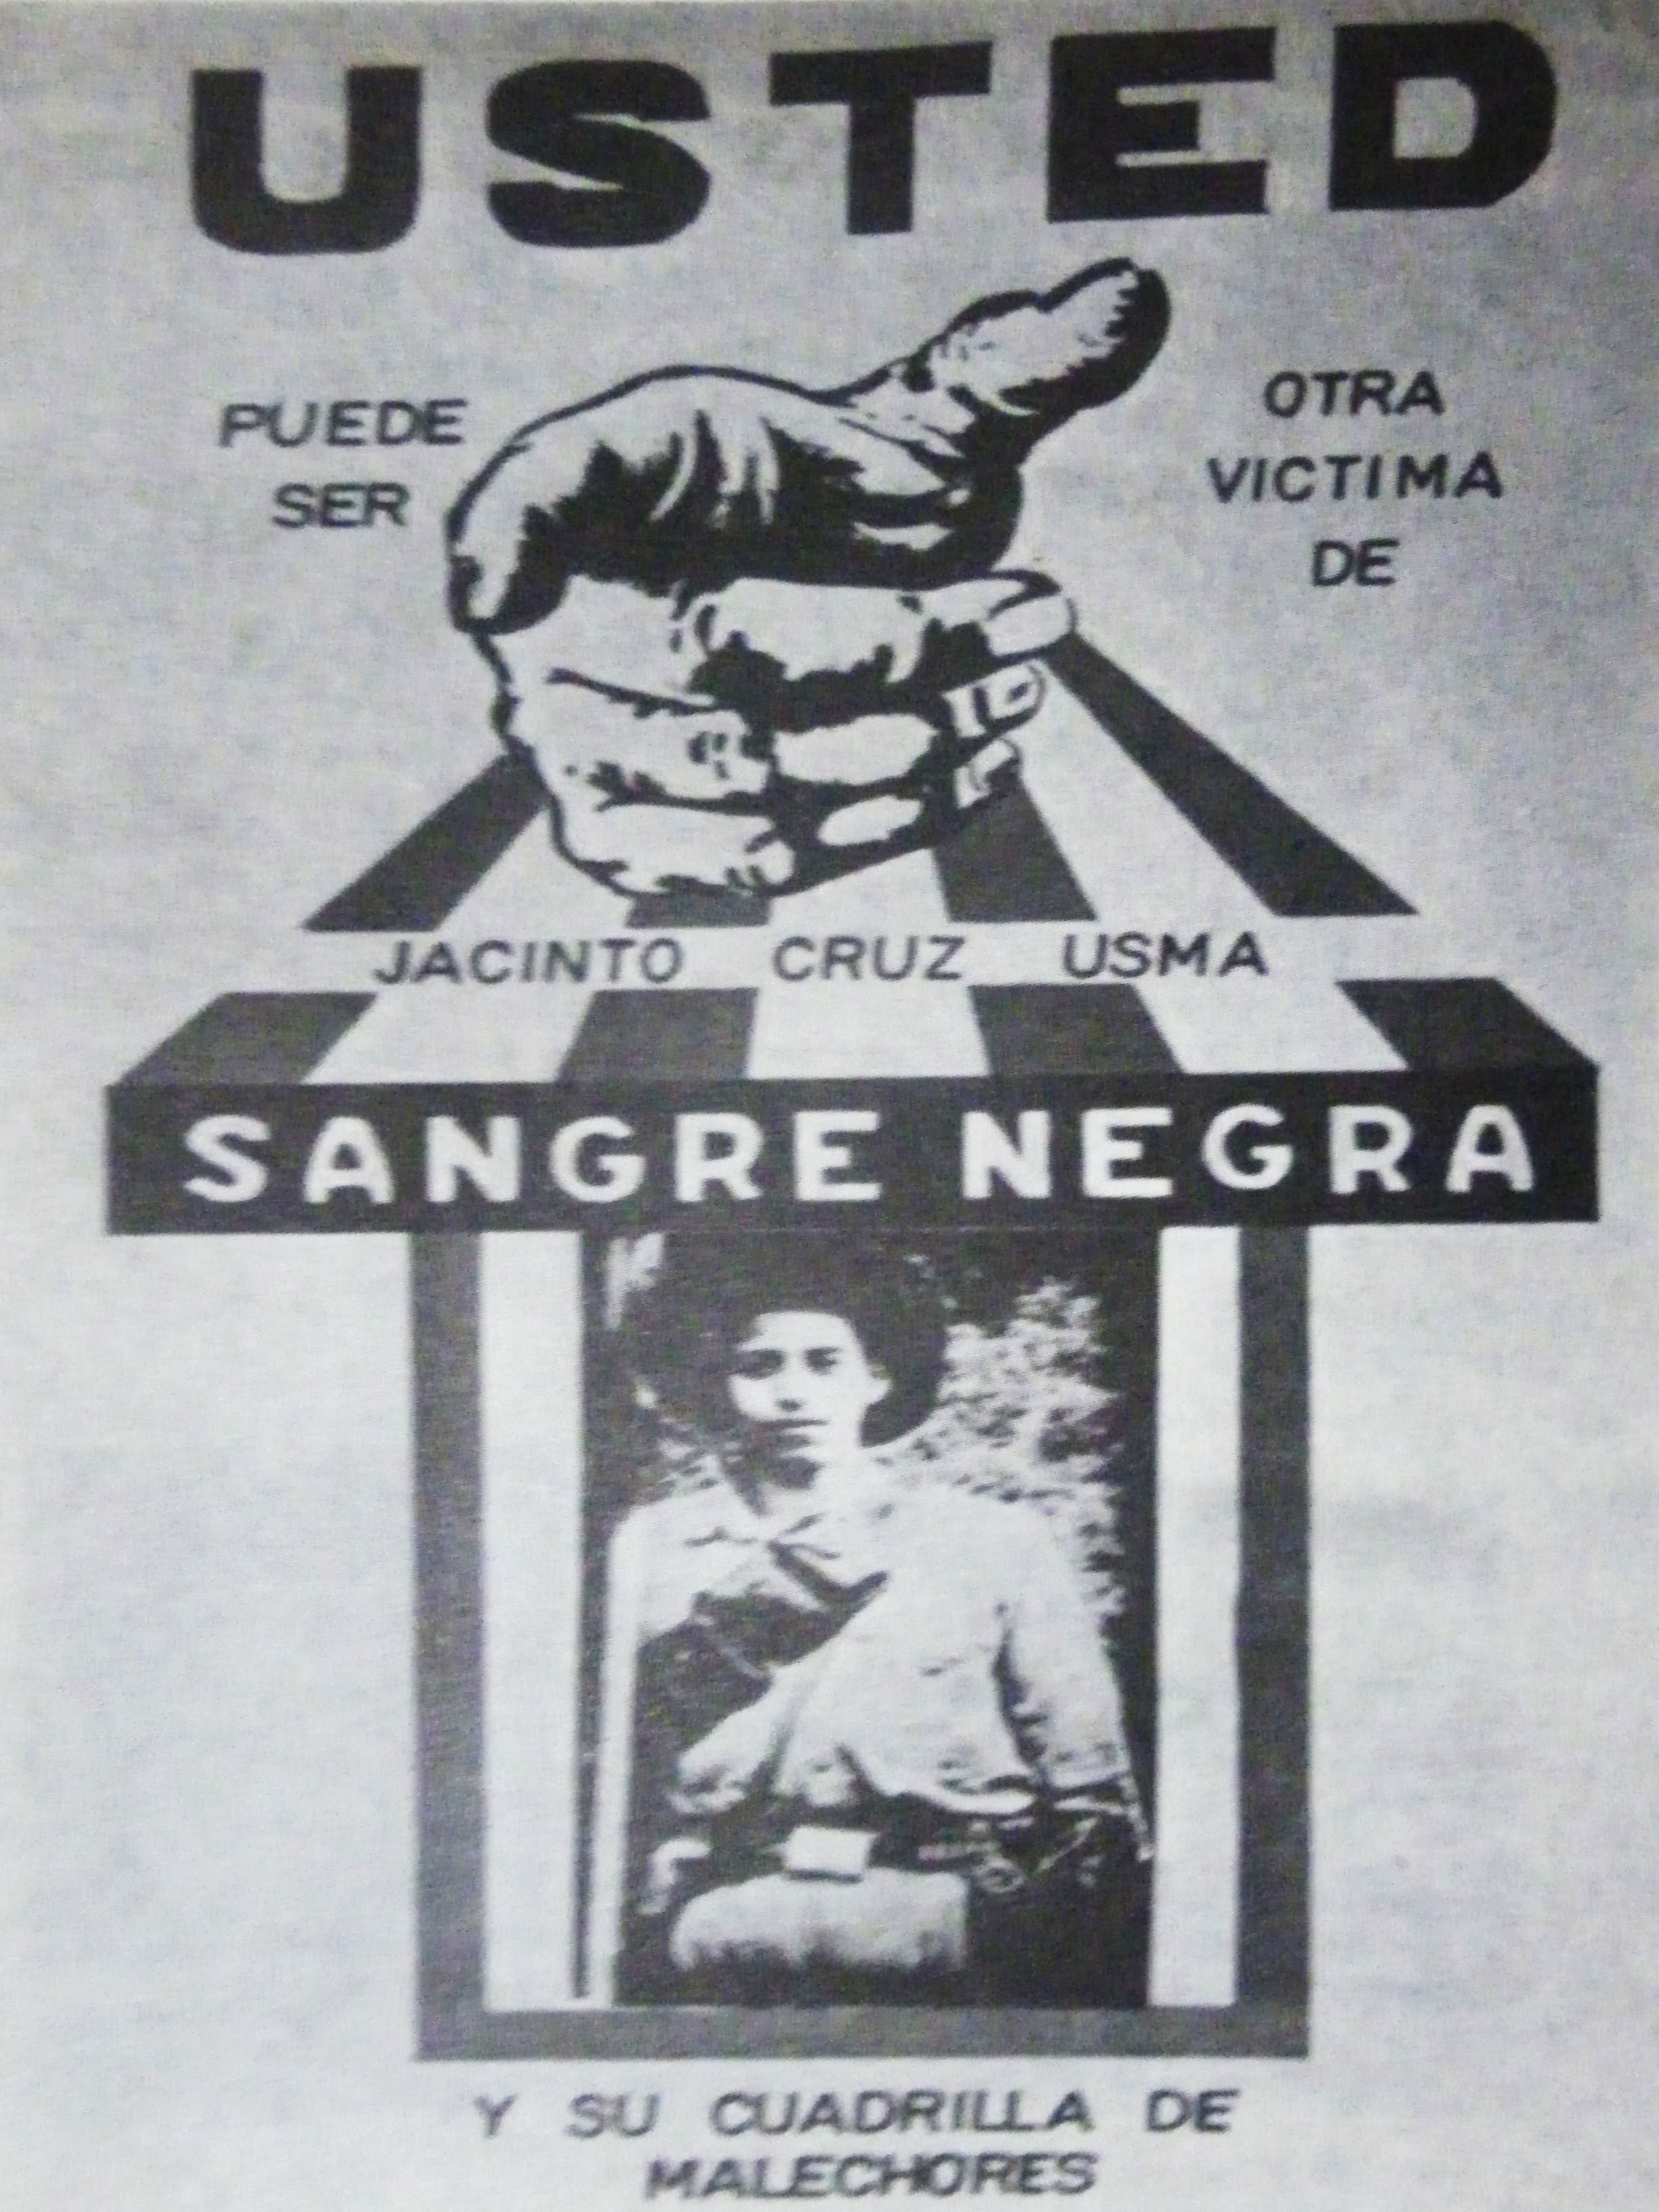 USTED
PUEDE
SER
OTRA
VICTIMA
DE
JACINTO CRUZ USMA
SANGRE NEGRA
Y SU CUADRILLA DE
MALECHORES